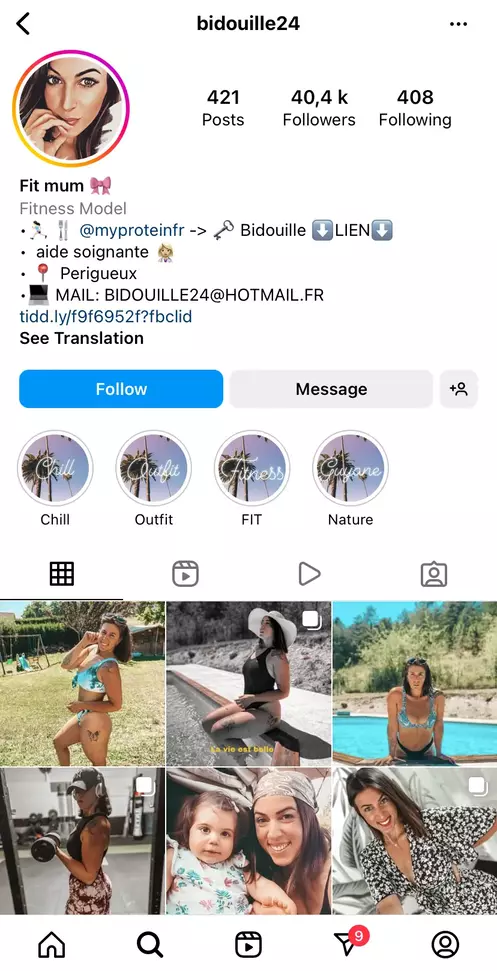 bidouille24
421 40,4 k 408
Posts Followers Following
Fit mum
Fitness Model
• @myproteinfr -> Bidouille LIEN
• aide soignante
• Perigueux
• MAIL: BIDOUILLE24@HOTMAIL.FR
tidd.ly/f9f6952f?fbclid
See Translation
Follow Message
Chill Outfit Fitness Guyane
Chill Outfit FIT Nature
La vie est belle
9